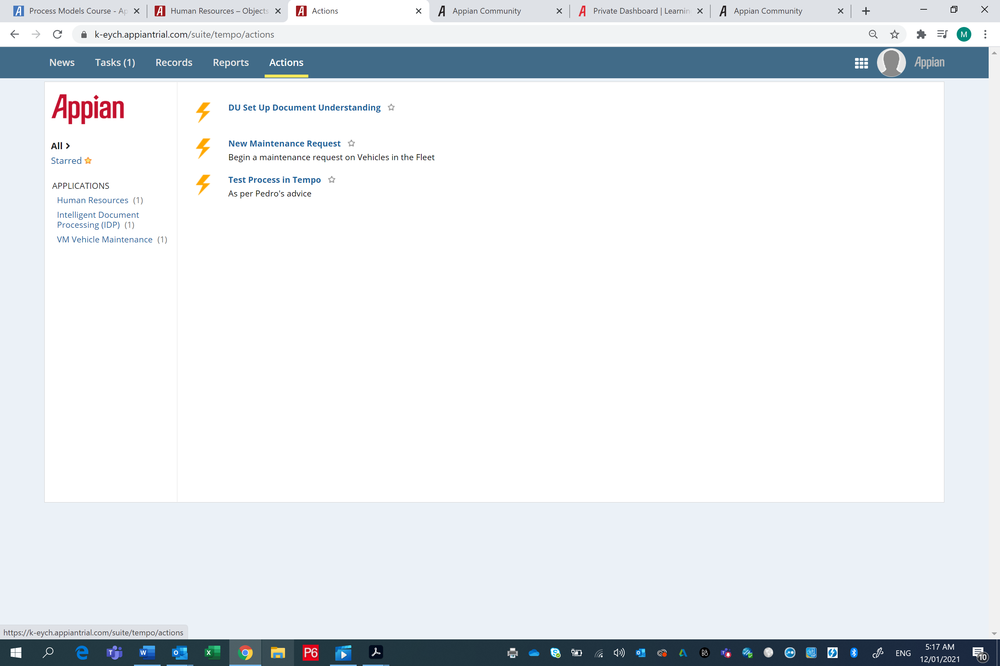 Process Models Course - Ap
Human Resources – Objects
Actions
Appian Community
Private Dashboard | Learning
Appian Community
k-eych.appiantrial.com/suite/tempo/actions
M
News
Tasks (1)
Records
Reports
Actions
Appian
Appian
All >
Starred
APPLICATIONS
Human Resources (1)
Intelligent Document
Processing (IDP) (1)
VM Vehicle Maintenance (1)
DU Set Up Document Understanding
New Maintenance Request
Begin a maintenance request on Vehicles in the Fleet
Test Process in Tempo
As per Pedro's advice
https://k-eych.appiantrial.com/suite/tempo/actions
P6
ENG
5:17 AM
12/01/2021
10